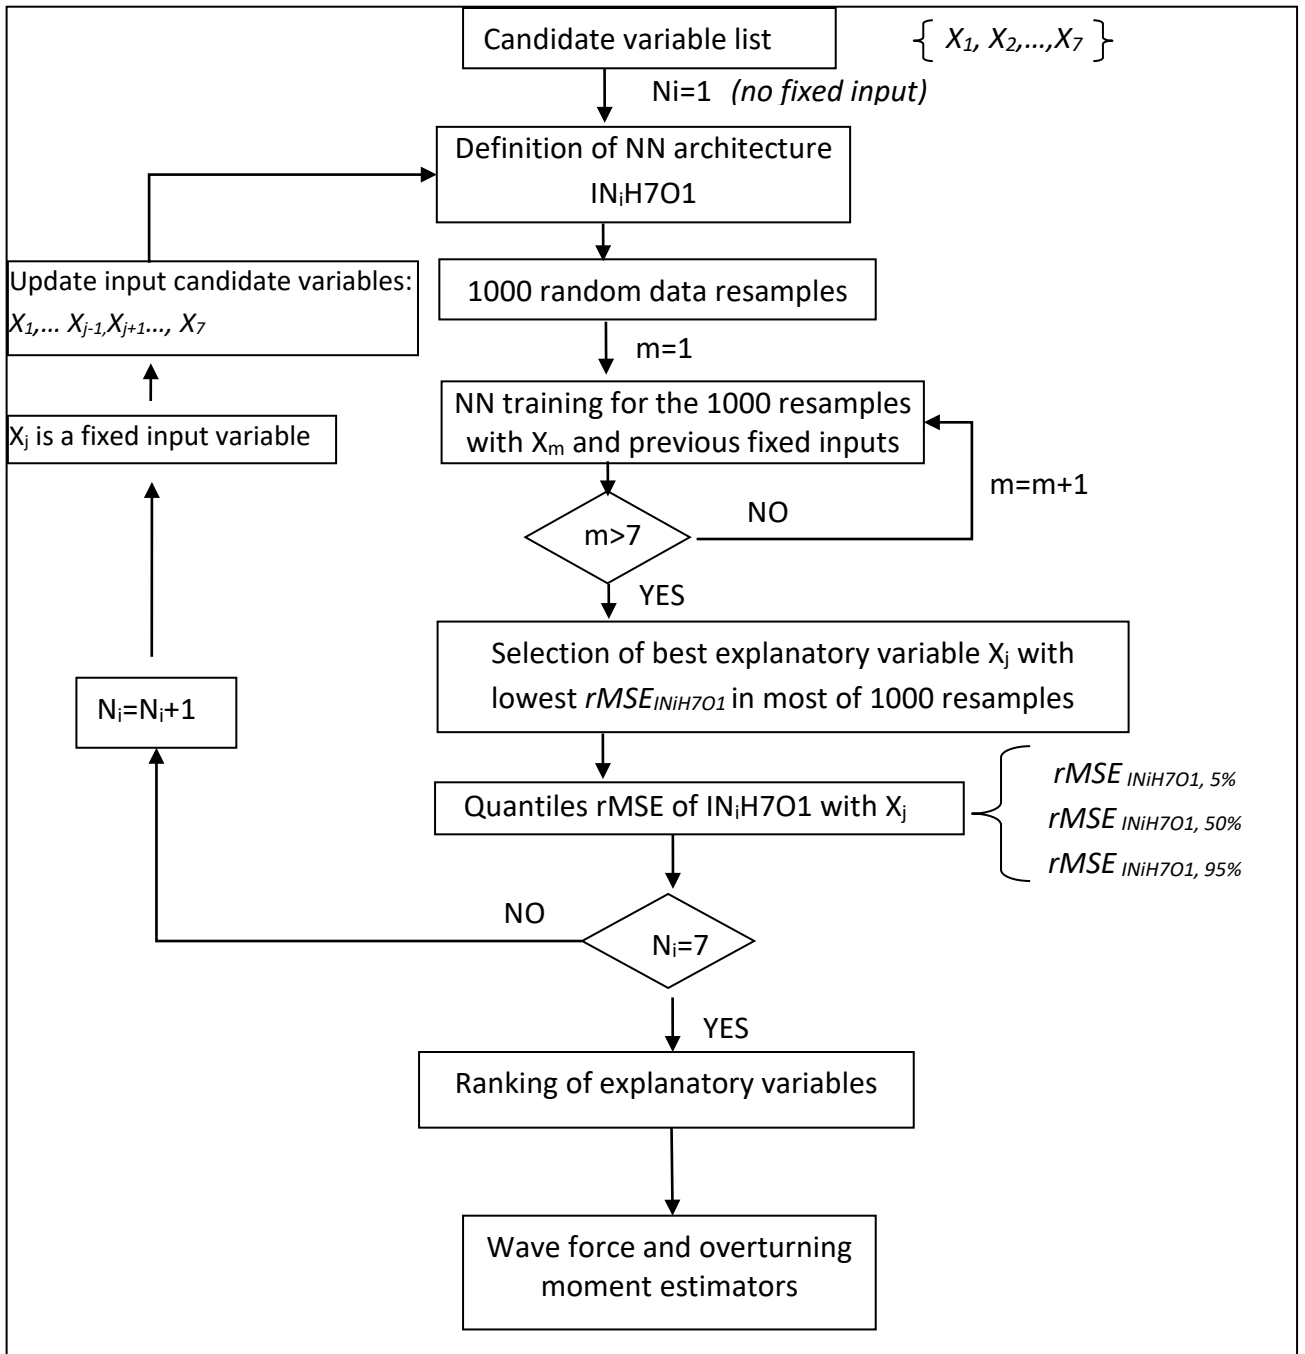 Candidate variable list
{ X1, X2,...,X7 }
Ni=1 (no fixed input)
Definition of NN architecture
INiH7O1
Update input candidate variables:
X1,... Xj-1,Xj+1..., X7
1000 random data resamples
m=1
NN training for the 1000 resamples
with Xm and previous fixed inputs
Xj is a fixed input variable
m=m+1
NO
m>7
YES
Selection of best explanatory variable Xj with
lowest rMSEINiH7O1 in most of 1000 resamples
Ni=Ni+1
Quantiles rMSE of INiH7O1 with Xj
rMSE INiH7O1, 5%
rMSE INiH7O1, 50%
rMSE INiH7O1, 95%
NO
Ni=7
YES
Ranking of explanatory variables
Wave force and overturning
moment estimators